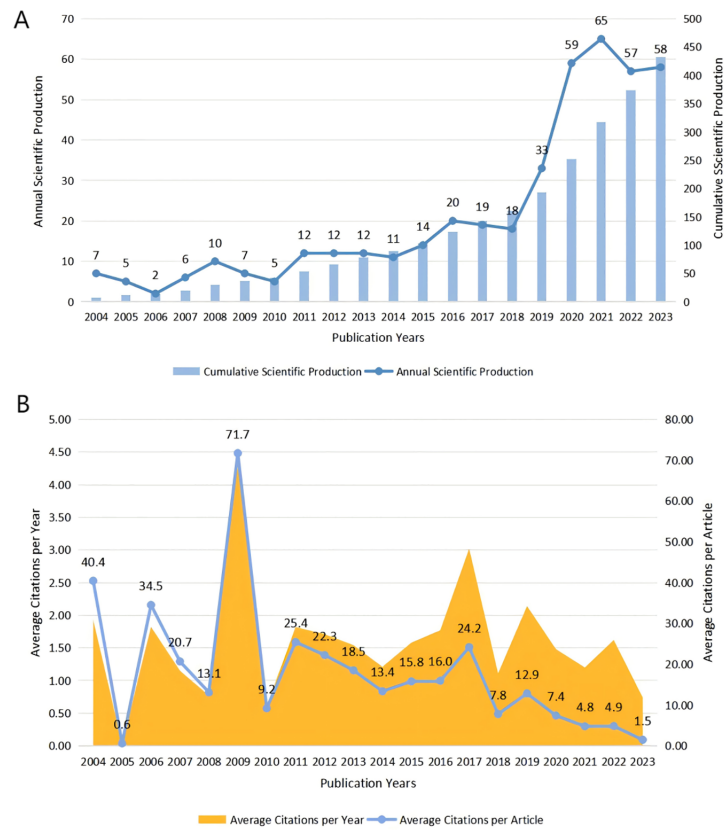 A
70 500
65
59 58
57
60 450
50 400
40 350
33 300
30 250
20 20 19 18 200
14 150
10 12 12 12 11 100
7 5 2 6 10 7 5 50
0 0
2004 2005 2006 2007 2008 2009 2010 2011 2012 2013 2014 2015 2016 2017 2018 2019 2020 2021 2022 2023
Annual Scientific Production
Cumulative SScientific Production
Publication Years
Cumulative Scientific Production Annual Scientific Production
B
5.00 80.00
71.7
4.50 70.00
4.00 60.00
3.50 50.00
3.00 40.00
40.4 34.5
2.50 30.00
2.00 20.00
20.7 25.4 22.3 18.5 24.2
1.50 10.00
13.1 13.4 15.8 16.0 12.9
1.00 0.00
0.6 9.2 7.8 7.4 4.8 4.9 1.5
0.50
0.00
2004 2005 2006 2007 2008 2009 2010 2011 2012 2013 2014 2015 2016 2017 2018 2019 2020 2021 2022 2023
Average Citations per Year
Average Citations per Article
Publication Years
Average Citations per Year Average Citations per Article